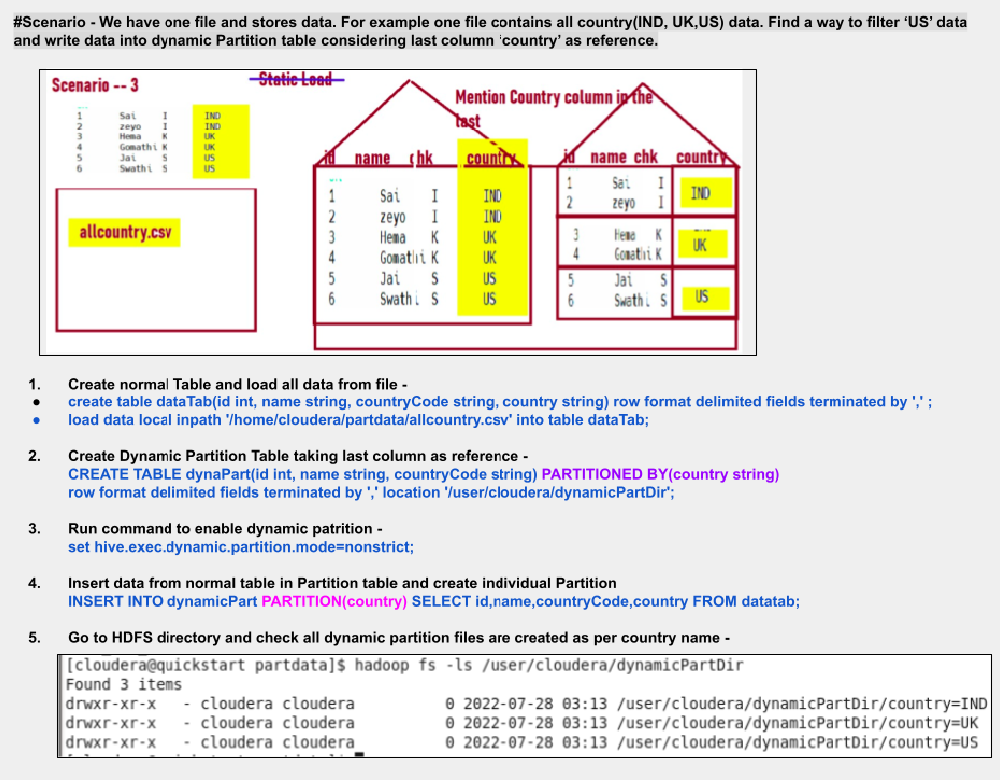 #Scenario - We have one file and stores data. For example one file contains all country(IND, UK,US) data. Find a way to filter 'US' data
and write data into dynamic Partition table considering last column 'country' as reference.
Scenario -- 3
Static Load
Mention Country column in the
last
1 Sai I IND
2 zeyo I IND
3 Hema K UK
4 Gomathi K UK
5 Jai S US
6 Swathi S US
allcountry.csv
id name chk country
1 Sai I IND
2 zeyo I IND
3 Hema K UK
4 Gomathi K UK
5 Jai S US
6 Swathi S US
id name chk country
1 Sai I IND
2 zeyo I
3 Hema K UK
4 Gomathi K
5 Jai S US
6 Swathi S
1. Create normal Table and load all data from file -
• create table dataTab(id int, name string, countryCode string, country string) row format delimited fields terminated by ',' ;
• load data local inpath '/home/cloudera/partdata/allcountry.csv' into table dataTab;
2. Create Dynamic Partition Table taking last column as reference -
CREATE TABLE dynaPart(id int, name string, countryCode string) PARTITIONED BY(country string)
row format delimited fields terminated by ',' location '/user/cloudera/dynamicPartDir';
3. Run command to enable dynamic patrition -
set hive.exec.dynamic.partition.mode=nonstrict;
4. Insert data from normal table in Partition table and create individual Partition
INSERT INTO dynamicPart PARTITION(country) SELECT id,name,countryCode,country FROM datatab;
5. Go to HDFS directory and check all dynamic partition files are created as per country name -
[cloudera@quickstart partdata]$ hadoop fs -ls /user/cloudera/dynamicPartDir
Found 3 items
drwxr-xr-x - cloudera cloudera 0 2022-07-28 03:13 /user/cloudera/dynamicPartDir/country=IND
drwxr-xr-x - cloudera cloudera 0 2022-07-28 03:13 /user/cloudera/dynamicPartDir/country=UK
drwxr-xr-x - cloudera cloudera 0 2022-07-28 03:13 /user/cloudera/dynamicPartDir/country=US